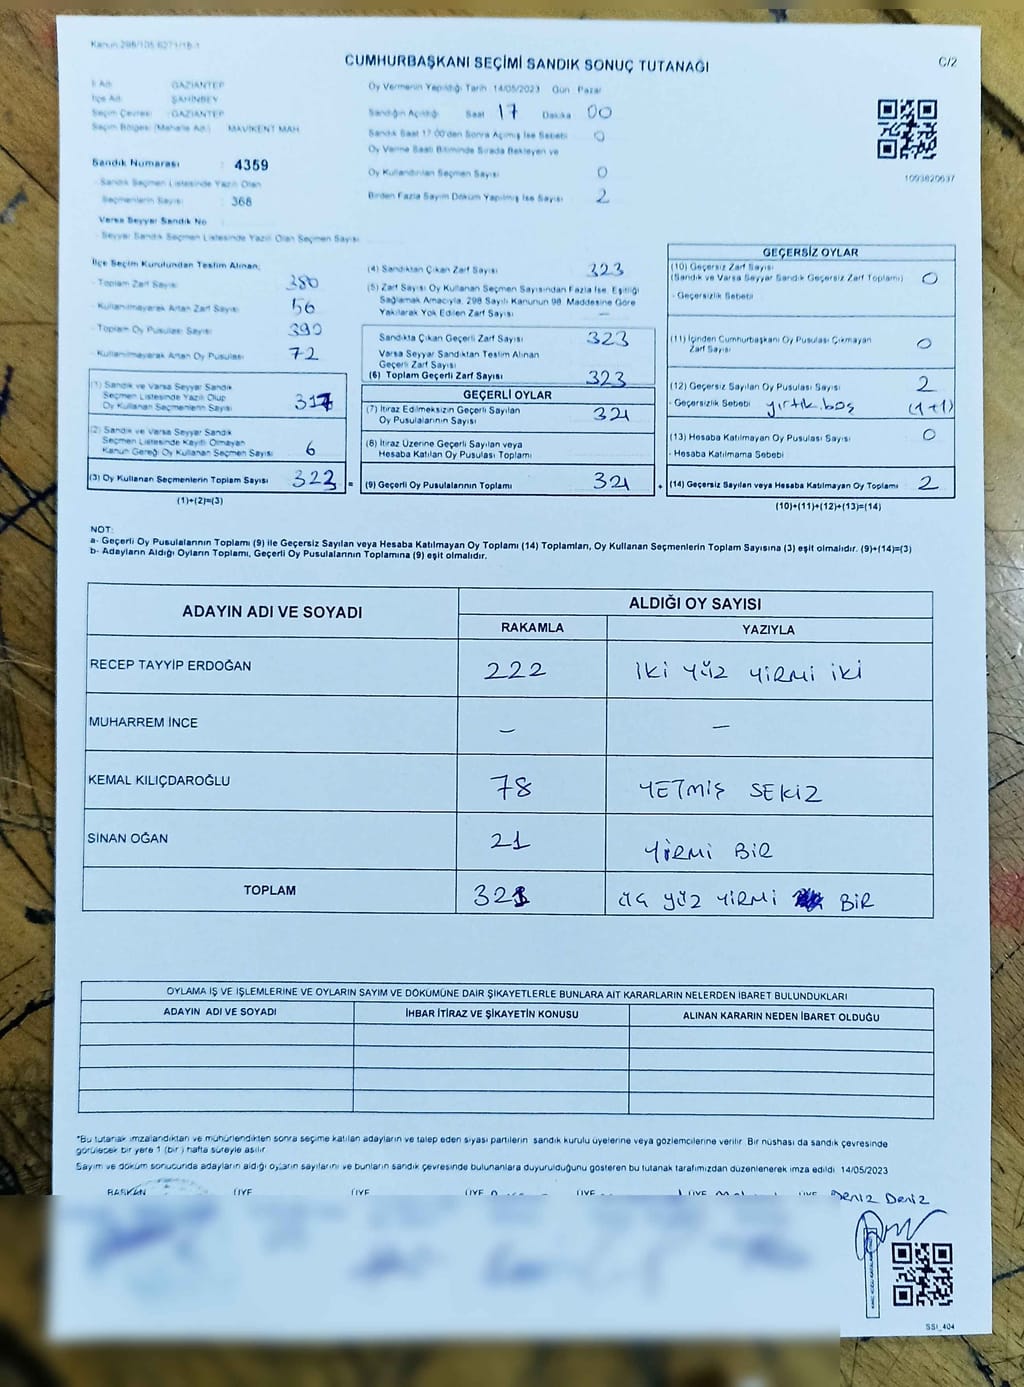 Kanun 298/105 6271/18-1
CUMHURBAŞKANI SEÇİMİ SANDIK SONUÇ TUTANAĞI
C/2
İl Adı GAZİANTEP
İlçe Adı ŞAHİNBEY
Seçim Çevresi GAZİANTEP
Seçim Bölgesi (Mahalle Adı) MAVİKENT MAH
Sandık Numarası : 4359
- Sandık Seçmen Listesinde Yazılı Olan
Seçmenlerin Sayısı : 368
Varsa Seyyar Sandık No
- Seyyar Sandık Seçmen Listesinde Yazılı Olan Seçmen Sayısı
Oy Vermenin Yapıldığı Tarih 14/05/2023 Gün Pazar
Sandığın Açıldığı Saat 17 Dakika 00
Sandık Saat 17:00'den Sonra Açılmış İse Sebebi 0
Oy Verme Saati Bitiminde Sırada Bekleyen ve
Oy Kullandırılan Seçmen Sayısı 0
Birden Fazla Sayım Döküm Yapılmış İse Sayısı 2
1093820637
İlçe Seçim Kurulundan Teslim Alınan;
- Toplam Zarf Sayısı 380
- Kullanılmayarak Artan Zarf Sayısı 56
- Toplam Oy Pusulası Sayısı 390
- Kullanılmayarak Artan Oy Pusulası 72
(1) Sandık ve Varsa Seyyar Sandık
Seçmen Listesinde Yazılı Olup
Oy Kullanan Seçmenlerin Sayısı 317
(2) Sandık ve Varsa Seyyar Sandık
Seçmen Listesinde Kayıtlı Olmayan
Kanun Gereği Oy Kullanan Seçmen Sayısı 6
(3) Oy Kullanan Seçmenlerin Toplam Sayısı 323 =
(1)+(2)=(3)
(4) Sandıktan Çıkan Zarf Sayısı 323
(5) Zarf Sayısı Oy Kullanan Seçmen Sayısından Fazla İse, Eşitliği
Sağlamak Amacıyla, 298 Sayılı Kanunun 98. Maddesine Göre
Yakılarak Yok Edilen Zarf Sayısı —
Sandıkta Çıkan Geçerli Zarf Sayısı 323
Varsa Seyyar Sandıktan Teslim Alınan
Geçerli Zarf Sayısı
(6) Toplam Geçerli Zarf Sayısı 323
GEÇERLİ OYLAR
(7) İtiraz Edilmeksizin Geçerli Sayılan
Oy Pusulalarının Sayısı 321
(8) İtiraz Üzerine Geçerli Sayılan veya
Hesaba Katılan Oy Pusulası Toplamı
(9) Geçerli Oy Pusulalarının Toplamı 321 +
GEÇERSİZ OYLAR
(10) Geçersiz Zarf Sayısı
(Sandık ve Varsa Seyyar Sandık Geçersiz Zarf Toplamı) 0
- Geçersizlik Sebebi
(11) İçinden Cumhurbaşkanı Oy Pusulası Çıkmayan
Zarf Sayısı 0
(12) Geçersiz Sayılan Oy Pusulası Sayısı 2
- Geçersizlik Sebebi yırtık.boş (1+1)
(13) Hesaba Katılmayan Oy Pusulası Sayısı 0
- Hesaba Katılmama Sebebi
(14) Geçersiz Sayılan veya Hesaba Katılmayan Oy Toplamı 2
(10)+(11)+(12)+(13)=(14)
NOT:
a- Geçerli Oy Pusulalarının Toplamı (9) ile Geçersiz Sayılan veya Hesaba Katılmayan Oy Toplamı (14) Toplamları, Oy Kullanan Seçmenlerin Toplam Sayısına (3) eşit olmalıdır. (9)+(14)=(3)
b- Adayların Aldığı Oyların Toplamı, Geçerli Oy Pusulalarının Toplamına (9) eşit olmalıdır.
ADAYIN ADI VE SOYADI
ALDIĞI OY SAYISI
RAKAMLA YAZIYLA
RECEP TAYYİP ERDOĞAN 222 İKİ YÜZ YİRMİ İKİ
MUHARREM İNCE – –
KEMAL KILIÇDAROĞLU 78 YETMİŞ SEKİZ
SİNAN OĞAN 21 YİRMİ BİR
TOPLAM 321 ÜÇ YÜZ YİRMİ BİR
OYLAMA İŞ VE İŞLEMLERİNE VE OYLARIN SAYIM VE DÖKÜMÜNE DAİR ŞİKAYETLERLE BUNLARA AİT KARARLARIN NELERDEN İBARET BULUNDUKLARI
ADAYIN ADI VE SOYADI İHBAR İTİRAZ VE ŞİKAYETİN KONUSU ALINAN KARARIN NEDEN İBARET OLDUĞU
*Bu tutanak imzalandıktan ve mühürlendikten sonra seçime katılan adayların ve talep eden siyasi partilerin sandık kurulu üyelerine veya gözlemcilerine verilir. Bir nüshası da sandık çevresinde
görülecek bir yere 1 (bir) hafta süreyle asılır.
Sayım ve döküm sonucunda adayların aldığı oyların sayılarını ve bunların sandık çevresinde bulunanlara duyurulduğunu gösteren bu tutanak tarafımızdan düzenlenerek imza edildi 14/05/2023
BAŞKAN ÜYE ÜYE ÜYE ÜYE ÜYE Deniz Deniz
SSI_404